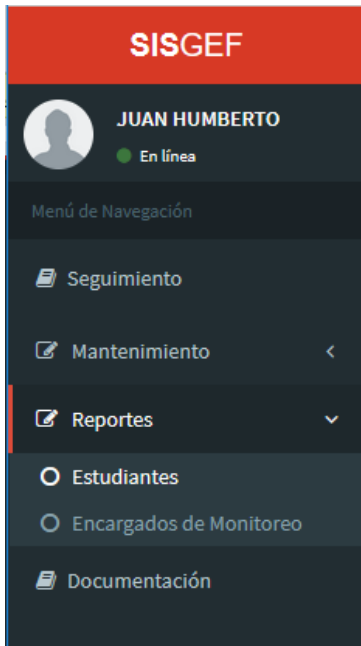 SISGEF
JUAN HUMBERTO
En línea
Menú de Navegación
Seguimiento
Mantenimiento
Reportes
Estudiantes
Encargados de Monitoreo
Documentación